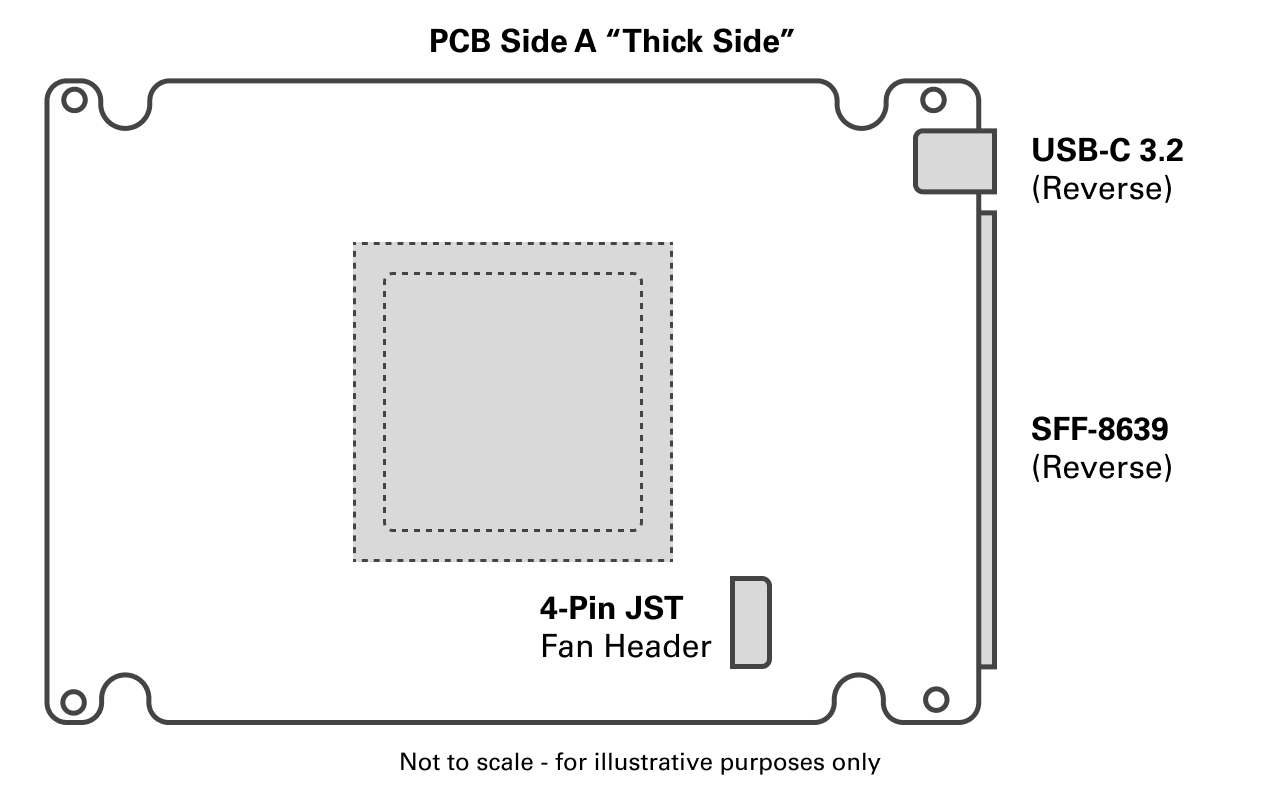 PCB Side A “Thick Side”
USB-C 3.2
(Reverse)
SFF-8639
(Reverse)
4-Pin JST
Fan Header
Not to scale - for illustrative purposes only